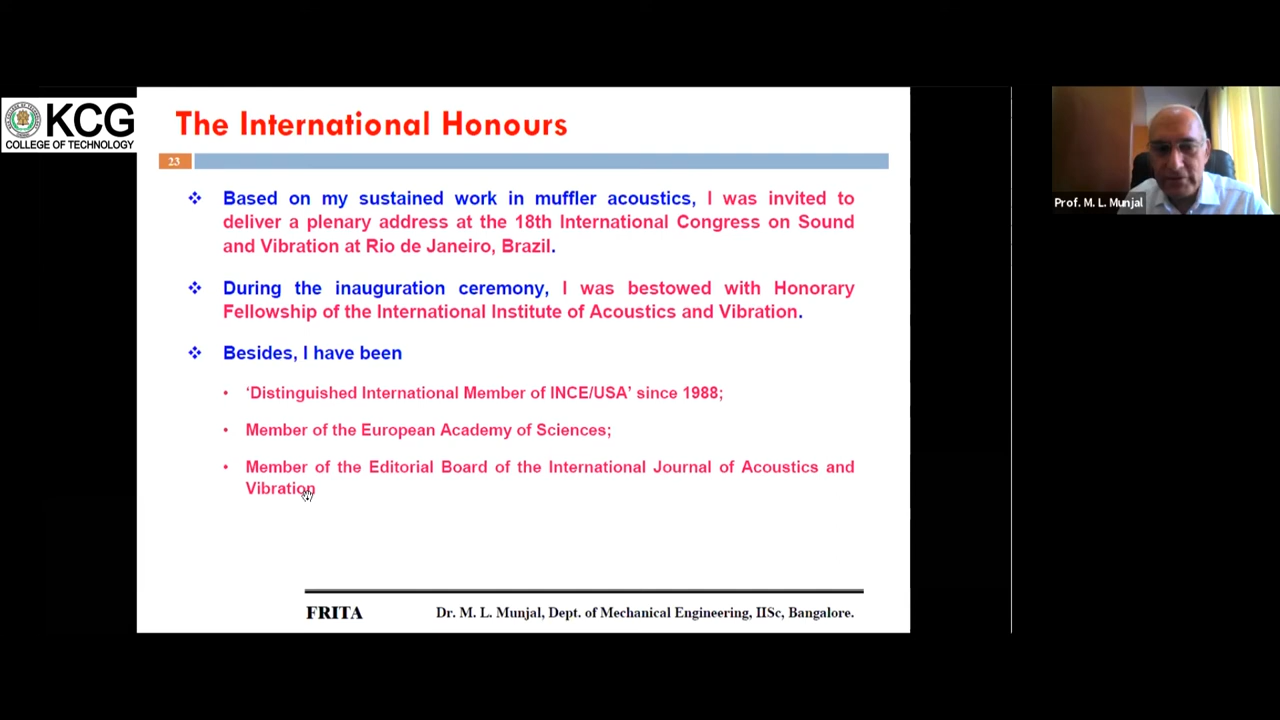 KCG
COLLEGE OF TECHNOLOGY
The International Honours
23
Based on my sustained work in muffler acoustics, I was invited to
deliver a plenary address at the 18th International Congress on Sound
and Vibration at Rio de Janeiro, Brazil.
During the inauguration ceremony, I was bestowed with Honorary
Fellowship of the International Institute of Acoustics and Vibration.
Besides, I have been
• ‘Distinguished International Member of INCE/USA’ since 1988;
• Member of the European Academy of Sciences;
• Member of the Editorial Board of the International Journal of Acoustics and
Vibration
FRITA Dr. M. L. Munjal, Dept. of Mechanical Engineering, IISc, Bangalore.
Prof. M. L. Munjal